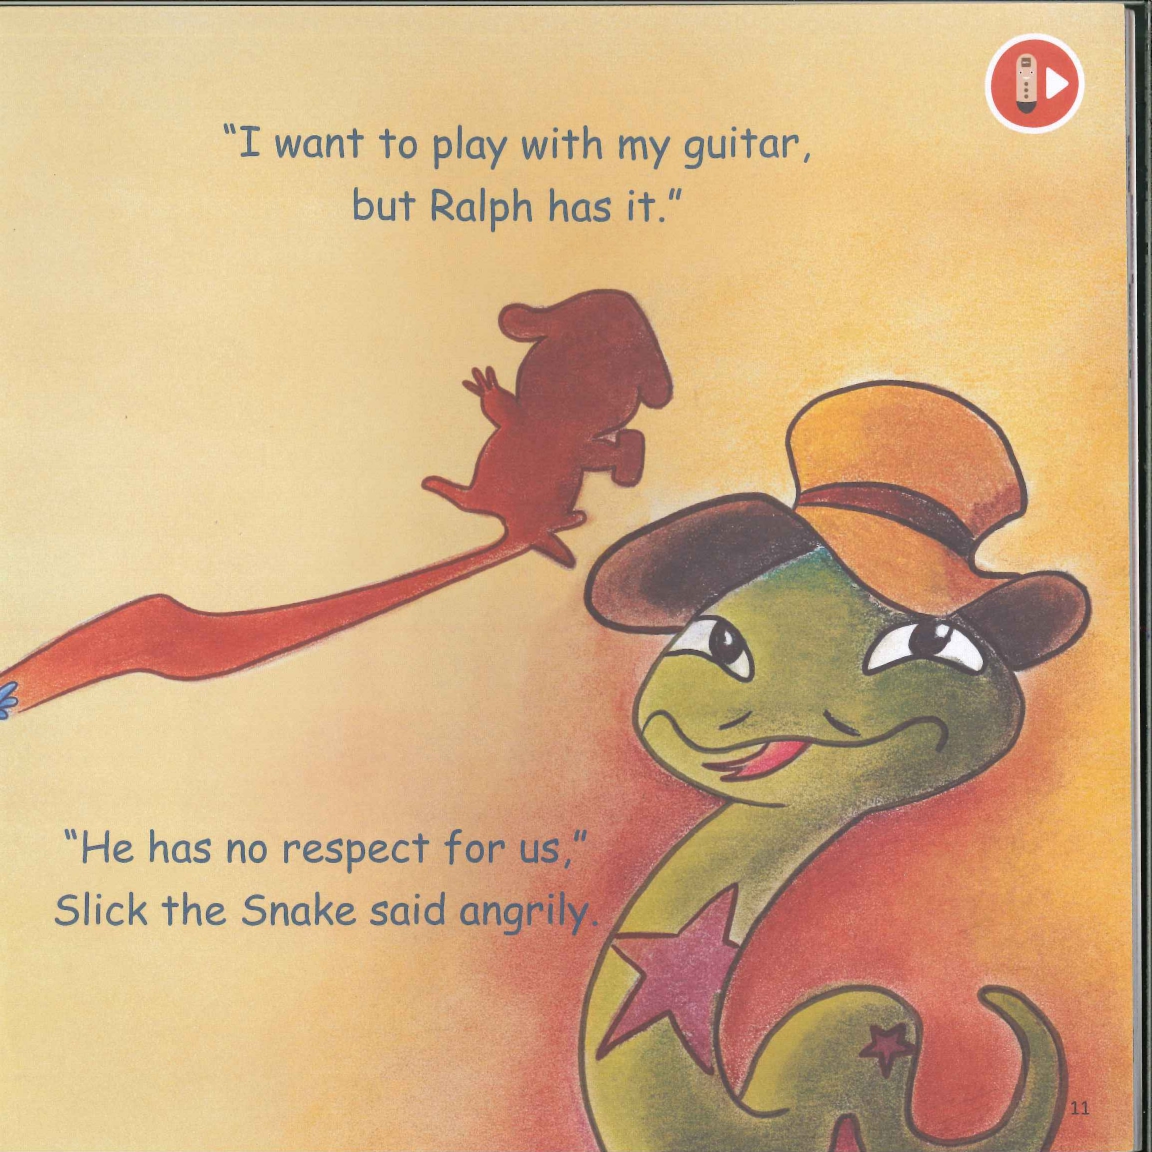 “I want to play with my guitar,
but Ralph has it.”
“He has no respect for us,”
Slick the Snake said angrily.
11